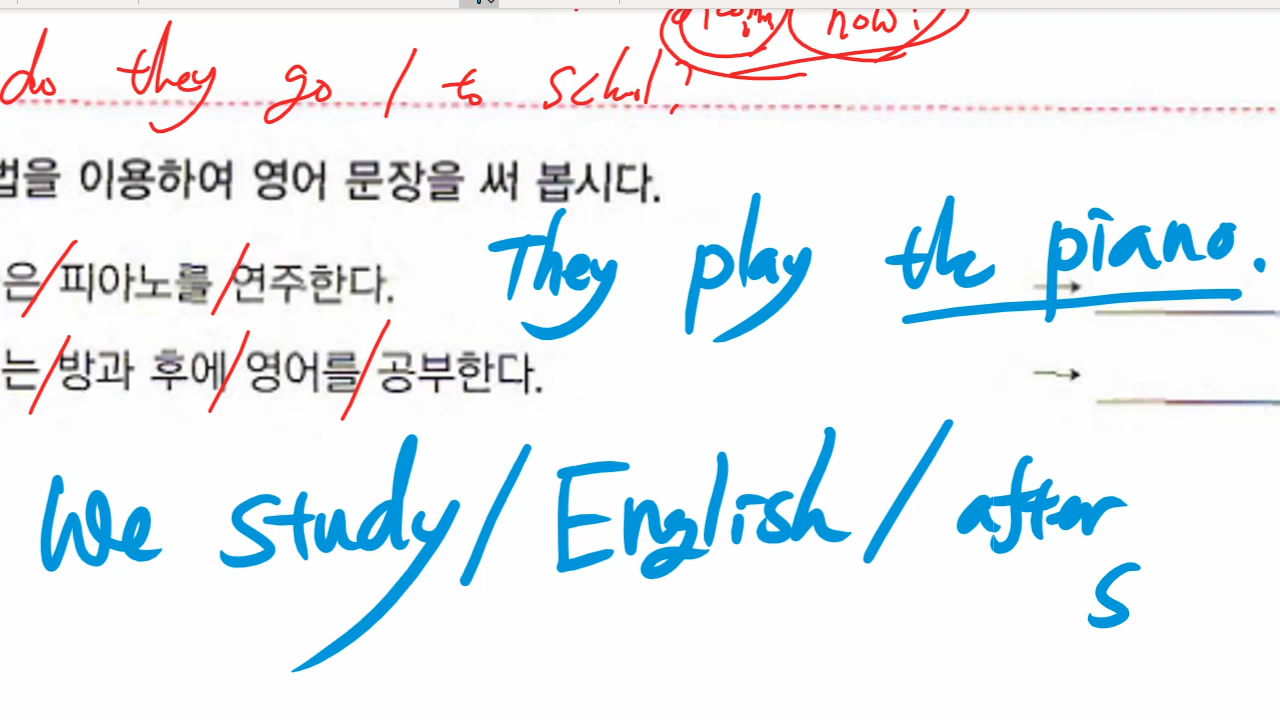 now?
do they go / to schul?
법을 이용하여 영어 문장을 써 봅시다.
은/피아노를/연주한다. →
They play the piano.
는/방과 후에/영어를/공부한다. →
We study / English / after
s